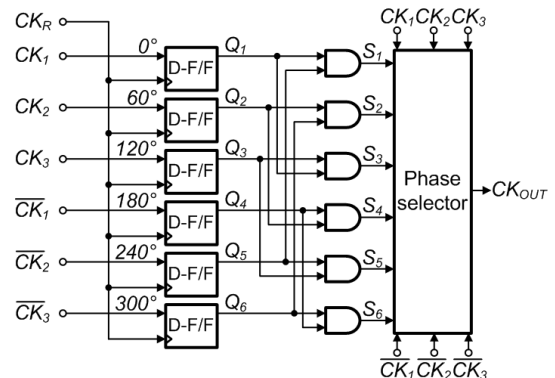 CK_R
CK_1 CK_2 CK_3
CK_1 0° D-F/F Q_1 S_1
CK_2 60° D-F/F Q_2 S_2
CK_3 120° D-F/F Q_3 S_3
Phase selector
CK_OUT
C̅K̅_1 180° D-F/F Q_4 S_4
C̅K̅_2 240° D-F/F Q_5 S_5
C̅K̅_3 300° D-F/F Q_6 S_6
C̅K̅_1 C̅K̅_2 C̅K̅_3